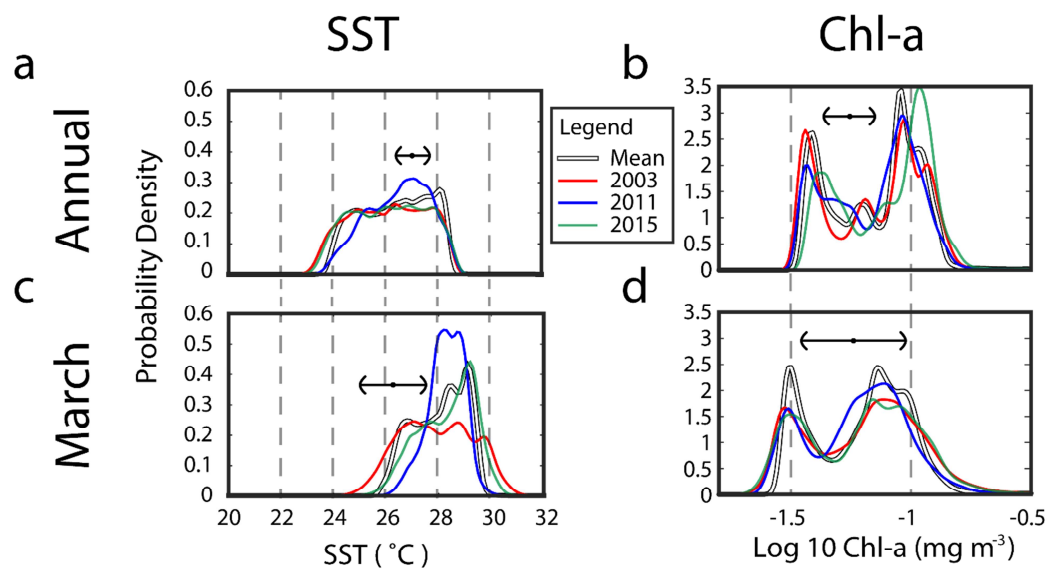 SST
Chl-a
a
b
Annual
Probability Density
0.6
0.5
0.4
0.3
0.2
0.1
0
Legend
Mean
2003
2011
2015
3.5
3
2.5
2
1.5
1
0.5
0
c
d
March
0.6
0.5
0.4
0.3
0.2
0.1
0
3.5
3
2.5
2
1.5
1
0.5
0
20 22 24 26 28 30 32
-1.5 -1 -0.5
SST ( °C)
Log 10 Chl-a (mg m⁻³)